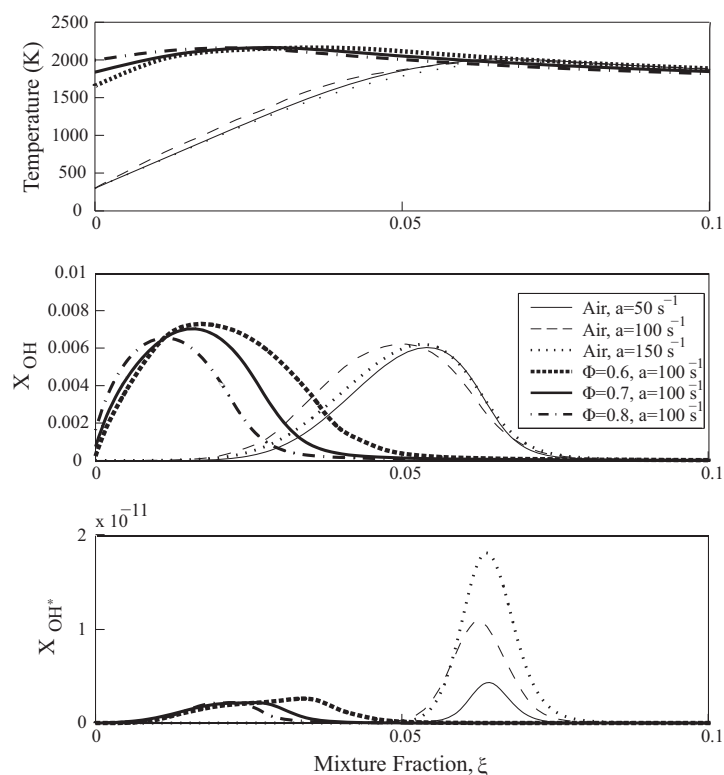 2500
2000
1500
1000
500
0
Temperature (K)
0
0.05
0.1
0.01
0.008
0.006
0.004
0.002
0
X OH
Air, a=50 s−1
Air, a=100 s−1
Air, a=150 s−1
Φ=0.6, a=100 s−1
Φ=0.7, a=100 s−1
Φ=0.8, a=100 s−1
0
0.05
0.1
x 10−11
2
1
0
X OH*
0
0.05
0.1
Mixture Fraction, ξ